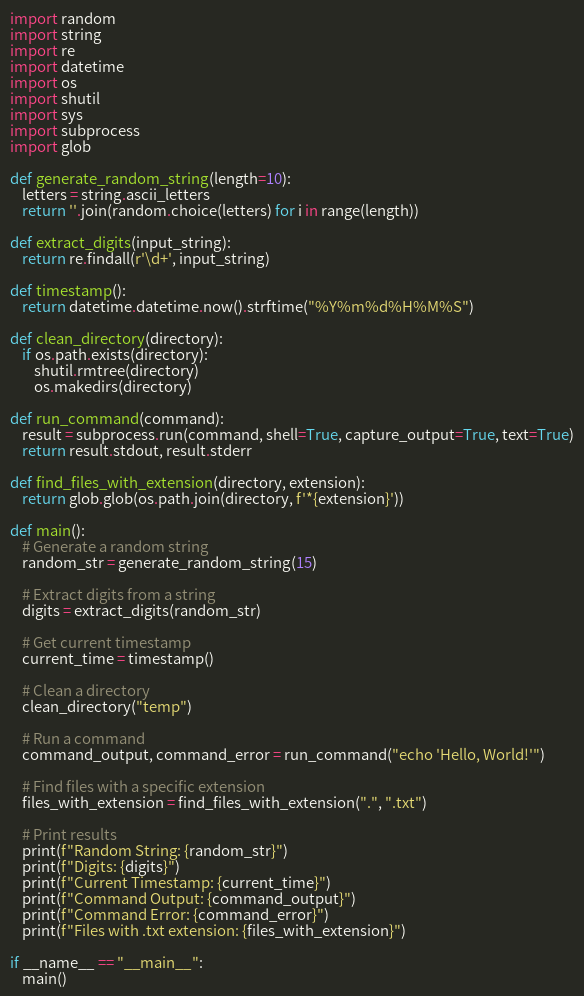 import random
import string
import re
import datetime
import os
import shutil
import sys
import subprocess
import glob

def generate_random_string(length=10):
    letters = string.ascii_letters
    return ''.join(random.choice(letters) for i in range(length))

def extract_digits(input_string):
    return re.findall(r'\d+', input_string)

def timestamp():
    return datetime.datetime.now().strftime("%Y%m%d%H%M%S")

def clean_directory(directory):
    if os.path.exists(directory):
        shutil.rmtree(directory)
        os.makedirs(directory)

def run_command(command):
    result = subprocess.run(command, shell=True, capture_output=True, text=True)
    return result.stdout, result.stderr

def find_files_with_extension(directory, extension):
    return glob.glob(os.path.join(directory, f'*{extension}'))

def main():
    # Generate a random string
    random_str = generate_random_string(15)

    # Extract digits from a string
    digits = extract_digits(random_str)

    # Get current timestamp
    current_time = timestamp()

    # Clean a directory
    clean_directory("temp")

    # Run a command
    command_output, command_error = run_command("echo 'Hello, World!'")

    # Find files with a specific extension
    files_with_extension = find_files_with_extension(".", ".txt")

    # Print results
    print(f"Random String: {random_str}")
    print(f"Digits: {digits}")
    print(f"Current Timestamp: {current_time}")
    print(f"Command Output: {command_output}")
    print(f"Command Error: {command_error}")
    print(f"Files with .txt extension: {files_with_extension}")

if __name__ == "__main__":
    main()